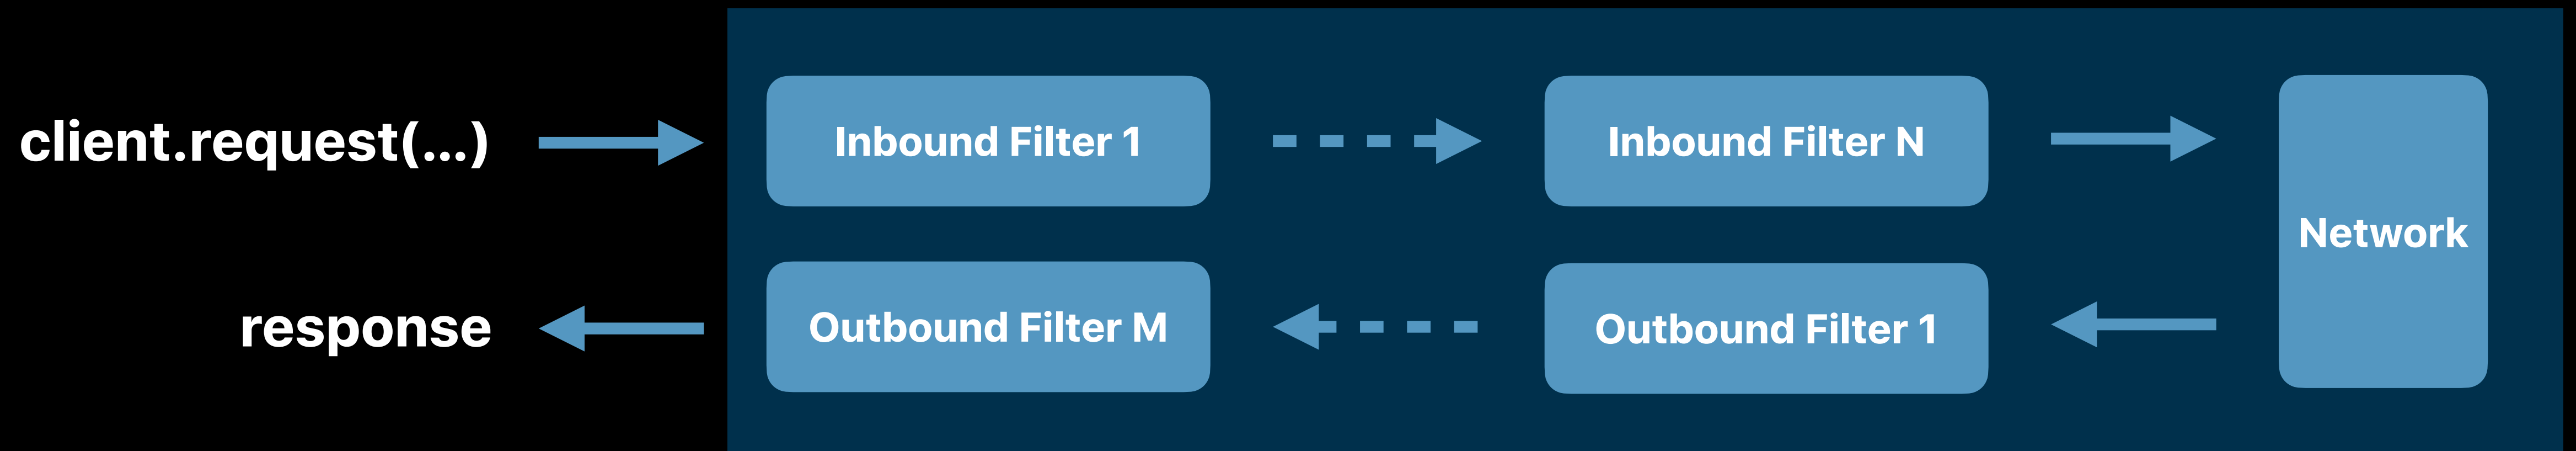 client.request(...)
Inbound Filter 1
Inbound Filter N
Network
response
Outbound Filter M
Outbound Filter 1